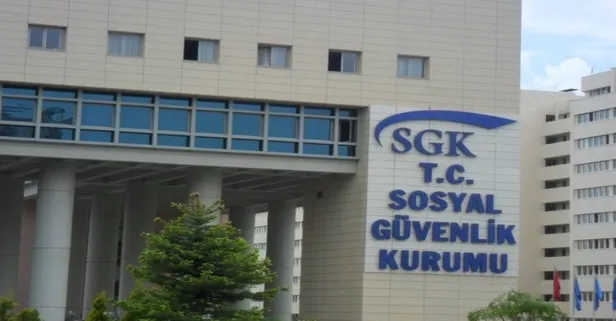 SGK
T.C.
SOSYAL
GÜVENLİK
KURUMU